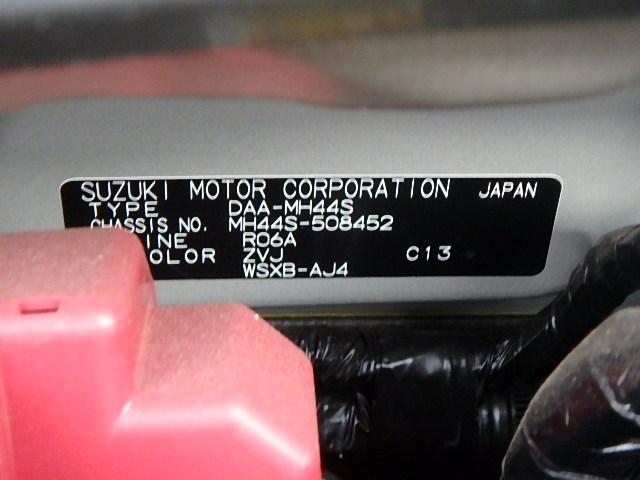 SUZUKI MOTOR CORPORATION JAPAN
TYPE DAA-MH44S
CHASSIS NO. MH44S-508452
INE R06A
OLOR ZVJ C13
WSXB-AJ4